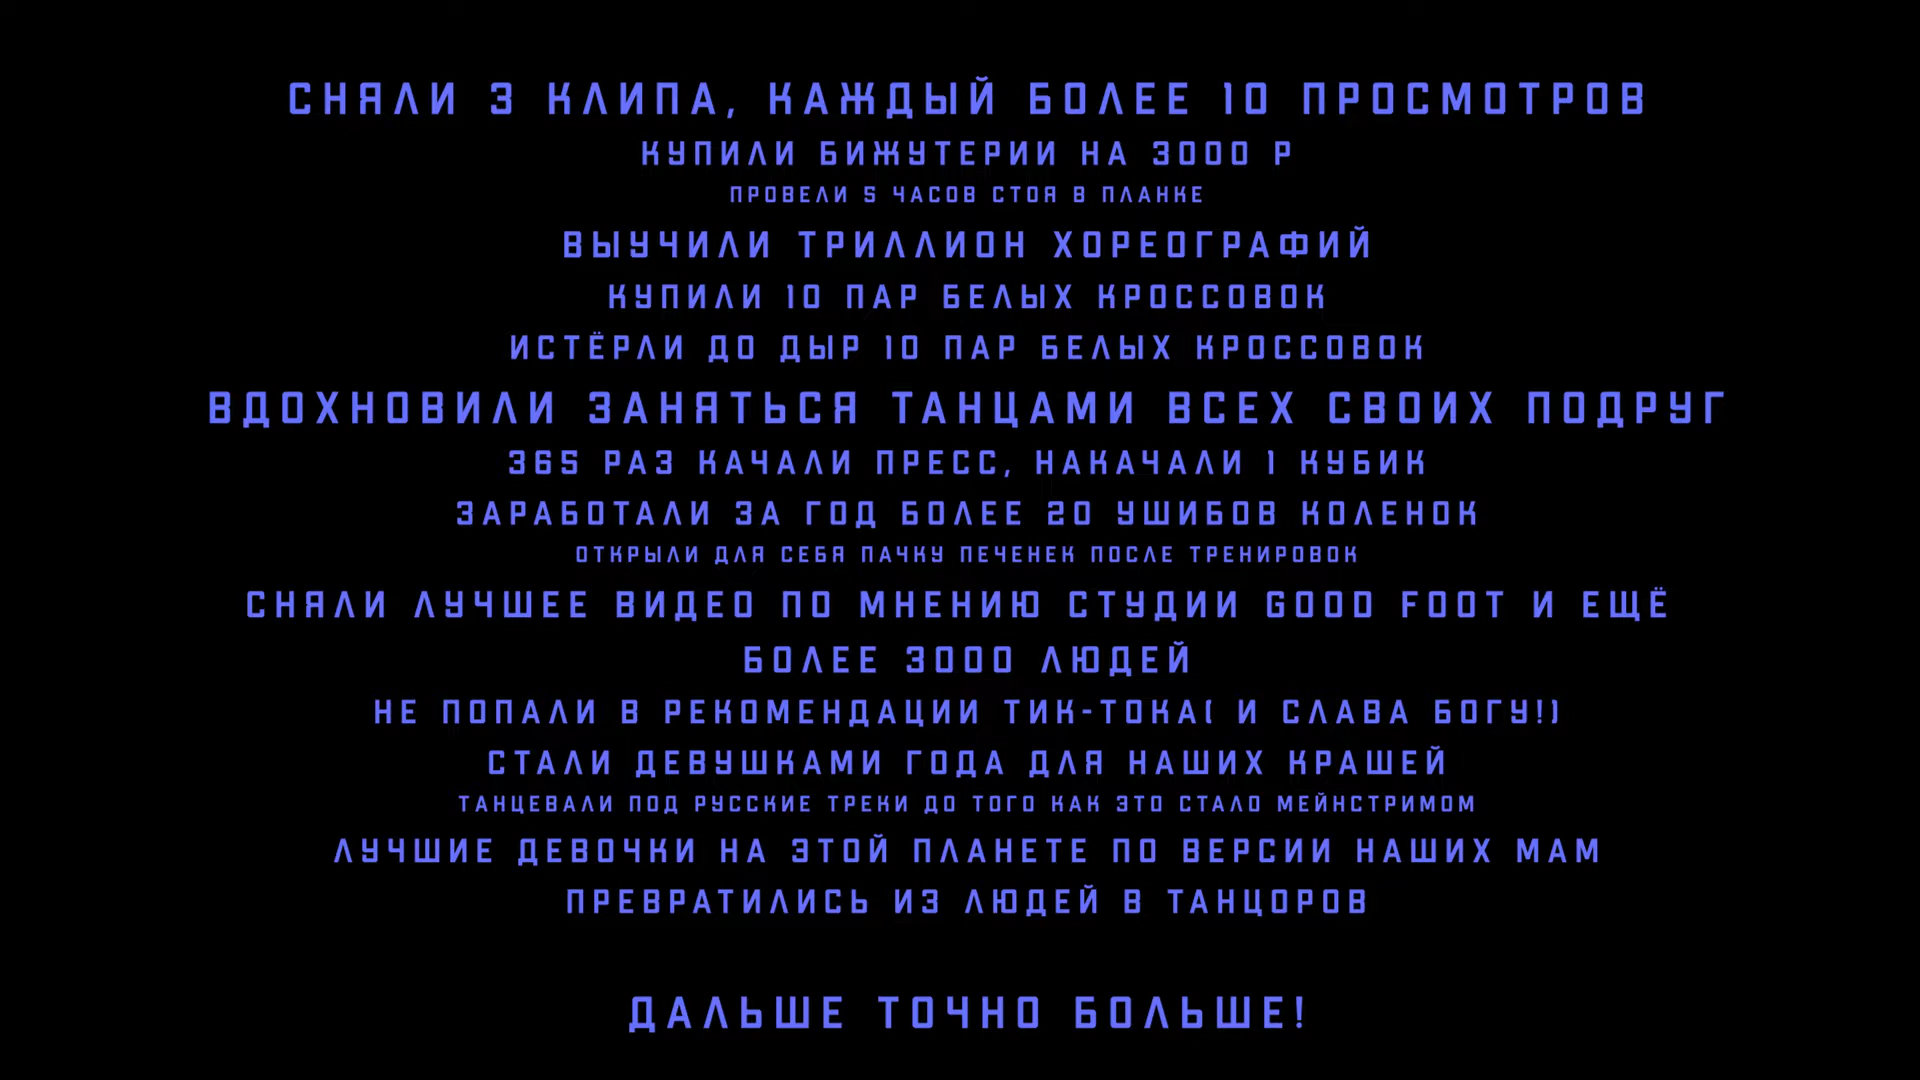 СНЯЛИ 3 КЛИПА, КАЖДЫЙ БОЛЕЕ 10 ПРОСМОТРОВ
КУПИЛИ БИЖУТЕРИИ НА 3000 Р
ПРОВЕЛИ 5 ЧАСОВ СТОЯ В ПЛАНКЕ
ВЫУЧИЛИ ТРИЛЛИОН ХОРЕОГРАФИЙ
КУПИЛИ 10 ПАР БЕЛЫХ КРОССОВОК
ИСТЁРЛИ ДО ДЫР 10 ПАР БЕЛЫХ КРОССОВОК
ВДОХНОВИЛИ ЗАНЯТЬСЯ ТАНЦАМИ ВСЕХ СВОИХ ПОДРУГ
365 РАЗ КАЧАЛИ ПРЕСС, НАКАЧАЛИ 1 КУБИК
ЗАРАБОТАЛИ ЗА ГОД БОЛЕЕ 20 УШИБОВ КОЛЕНОК
ОТКРЫЛИ ДЛЯ СЕБЯ ПАЧКУ ПЕЧЕНЕК ПОСЛЕ ТРЕНИРОВОК
СНЯЛИ ЛУЧШЕЕ ВИДЕО ПО МНЕНИЮ СТУДИИ GOOD FOOT И ЕЩЁ
БОЛЕЕ 3000 ЛЮДЕЙ
НЕ ПОПАЛИ В РЕКОМЕНДАЦИИ ТИК-ТОКА( И СЛАВА БОГУ!)
СТАЛИ ДЕВУШКАМИ ГОДА ДЛЯ НАШИХ КРАШЕЙ
ТАНЦЕВАЛИ ПОД РУССКИЕ ТРЕКИ ДО ТОГО КАК ЭТО СТАЛО МЕЙНСТРИМОМ
ЛУЧШИЕ ДЕВОЧКИ НА ЭТОЙ ПЛАНЕТЕ ПО ВЕРСИИ НАШИХ МАМ
ПРЕВРАТИЛИСЬ ИЗ ЛЮДЕЙ В ТАНЦОРОВ
ДАЛЬШЕ ТОЧНО БОЛЬШЕ!